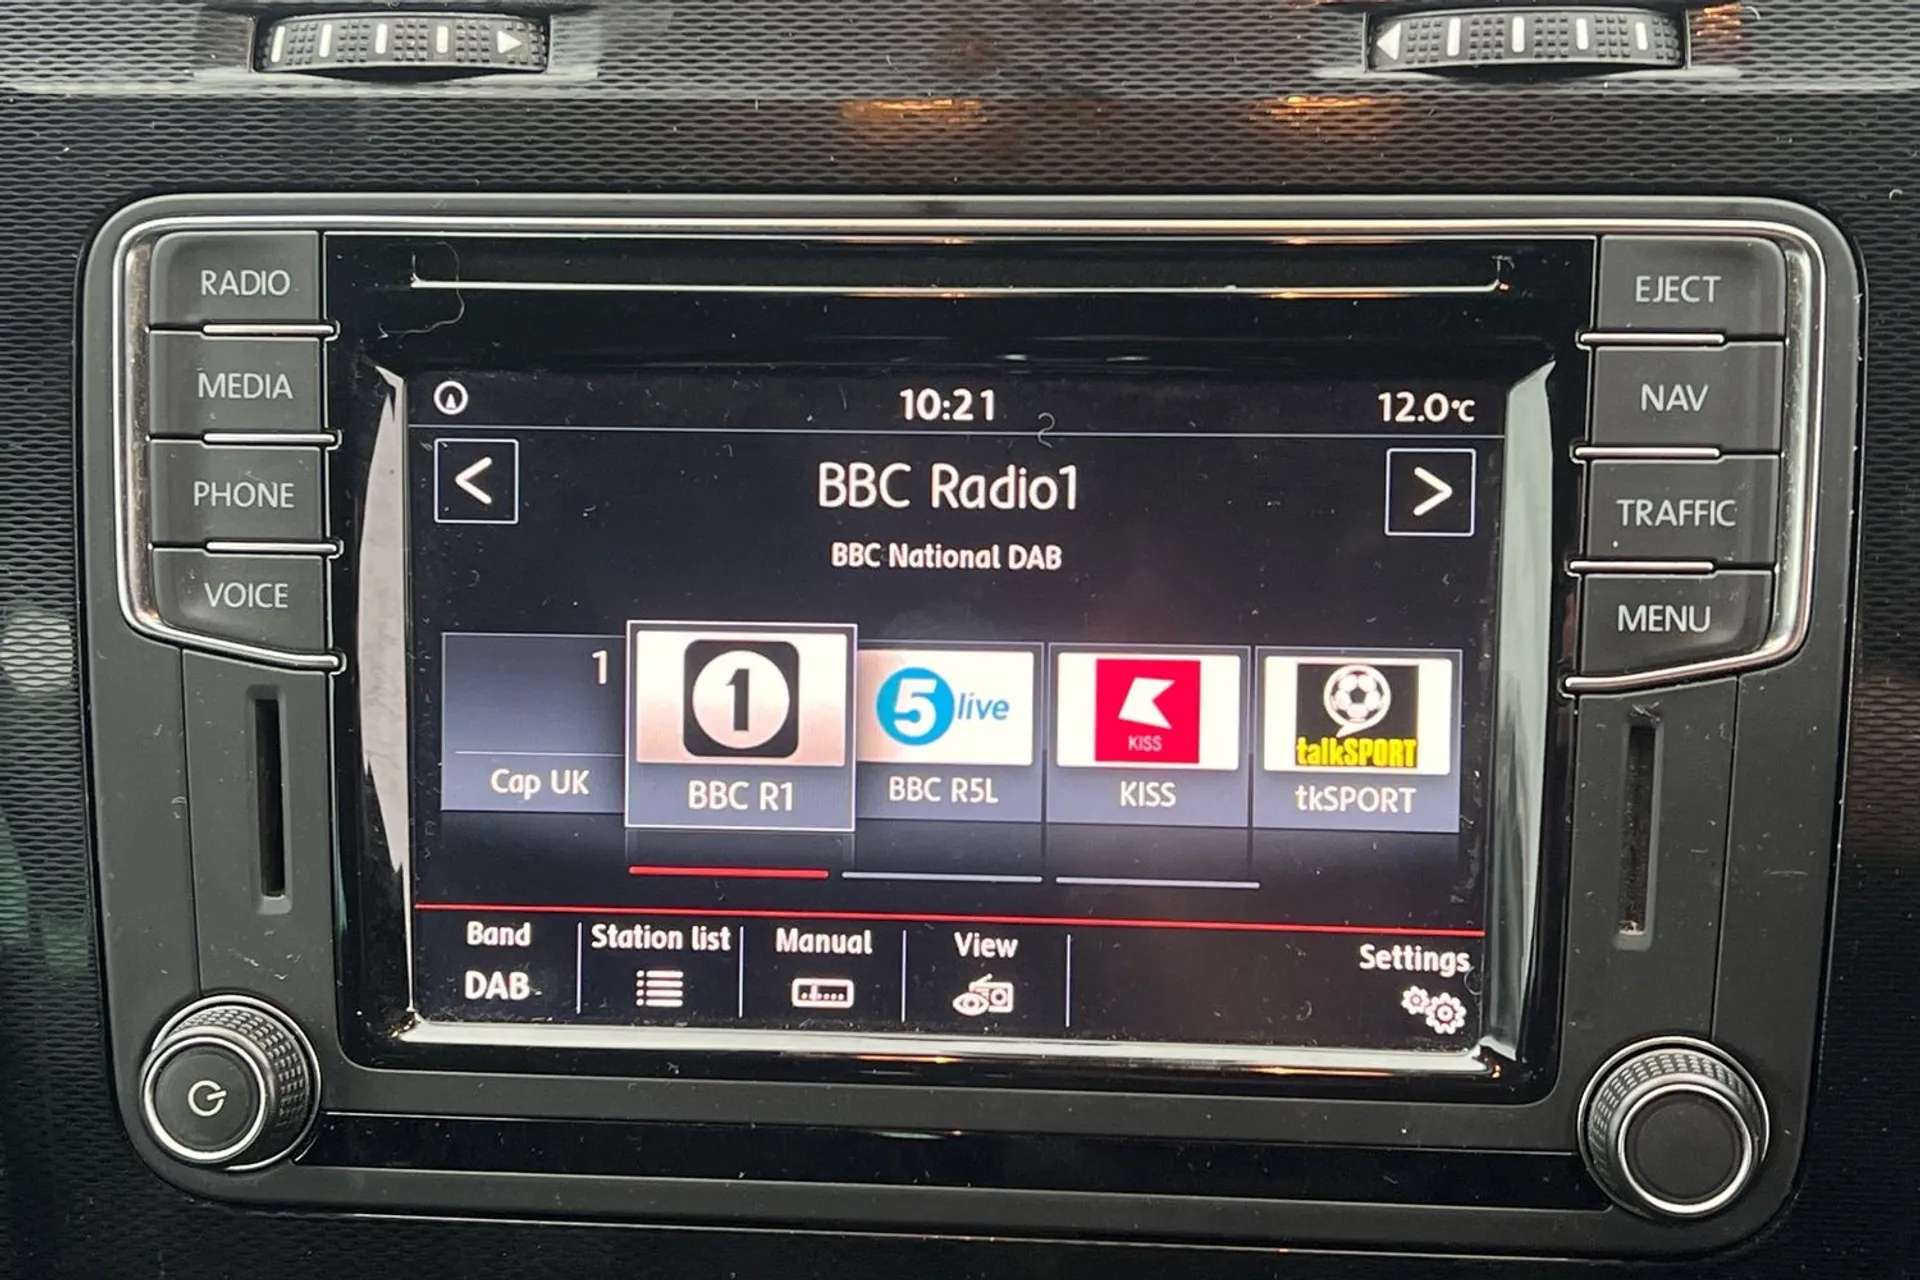 RADIO
MEDIA
PHONE
VOICE
EJECT
NAV
TRAFFIC
MENU
10:21
12.0°C
<
BBC Radio1
>
BBC National DAB
1
Cap UK
1
BBC R1
5 live
BBC R5L
KISS
KISS
talkSPORT
tkSPORT
Band
DAB
Station list
Manual
View
Settings